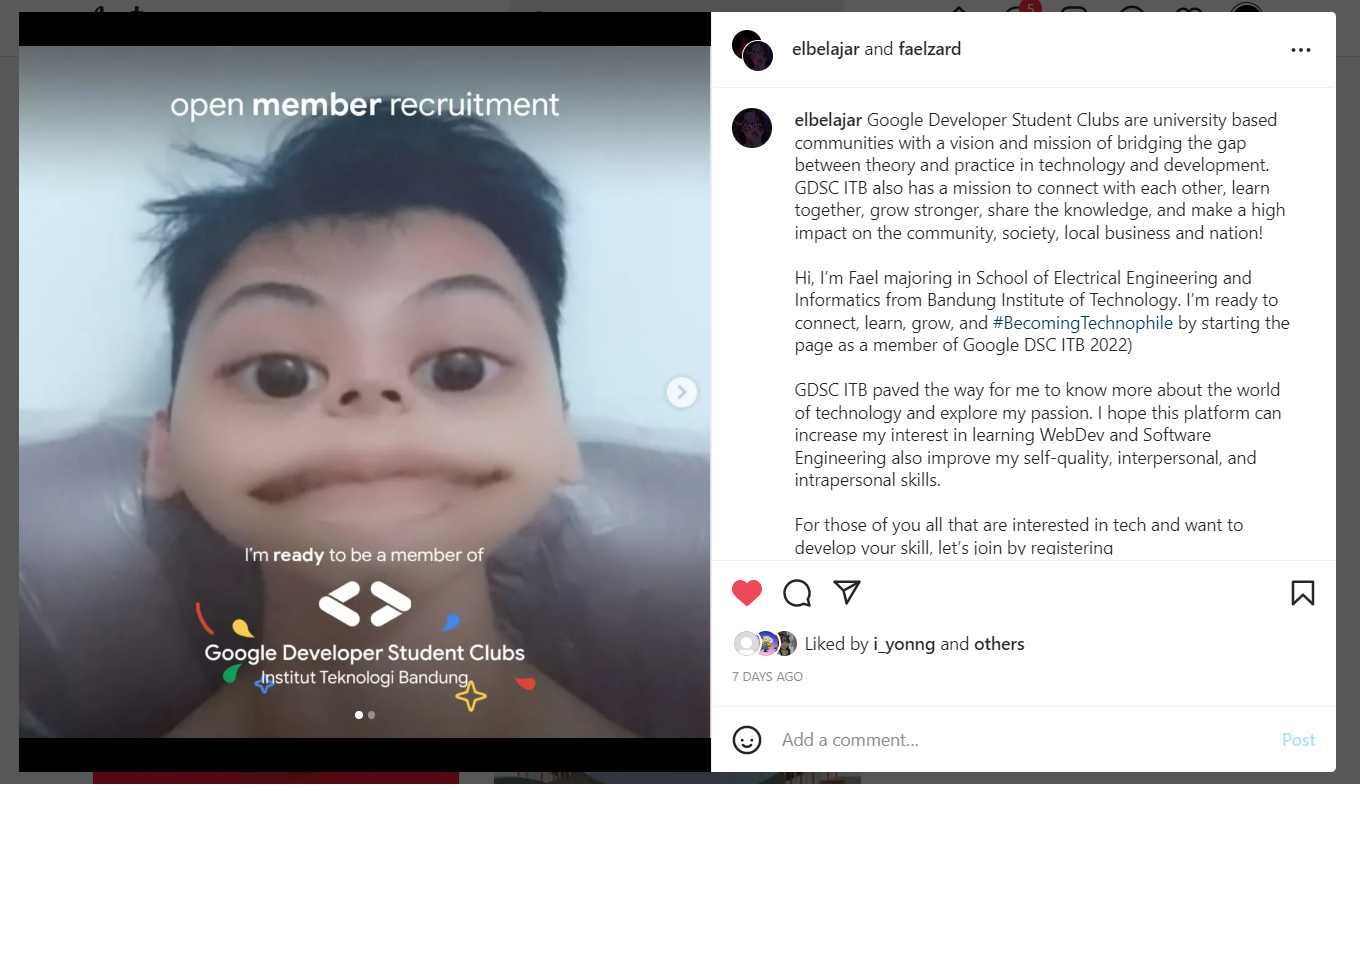 5
open member recruitment
I'm ready to be a member of
Google Developer Student Clubs
Institut Teknologi Bandung
elbelajar and faelzard
elbelajar Google Developer Student Clubs are university based
communities with a vision and mission of bridging the gap
between theory and practice in technology and development.
GDSC ITB also has a mission to connect with each other, learn
together, grow stronger, share the knowledge, and make a high
impact on the community, society, local business and nation!
Hi, I'm Fael majoring in School of Electrical Engineering and
Informatics from Bandung Institute of Technology. I'm ready to
connect, learn, grow, and #BecomingTechnophile by starting the
page as a member of Google DSC ITB 2022)
GDSC ITB paved the way for me to know more about the world
of technology and explore my passion. I hope this platform can
increase my interest in learning WebDev and Software
Engineering also improve my self-quality, interpersonal, and
intrapersonal skills.
For those of you all that are interested in tech and want to
develop your skill, let's join by registering
Liked by i_yonng and others
7 DAYS AGO
Add a comment...
Post